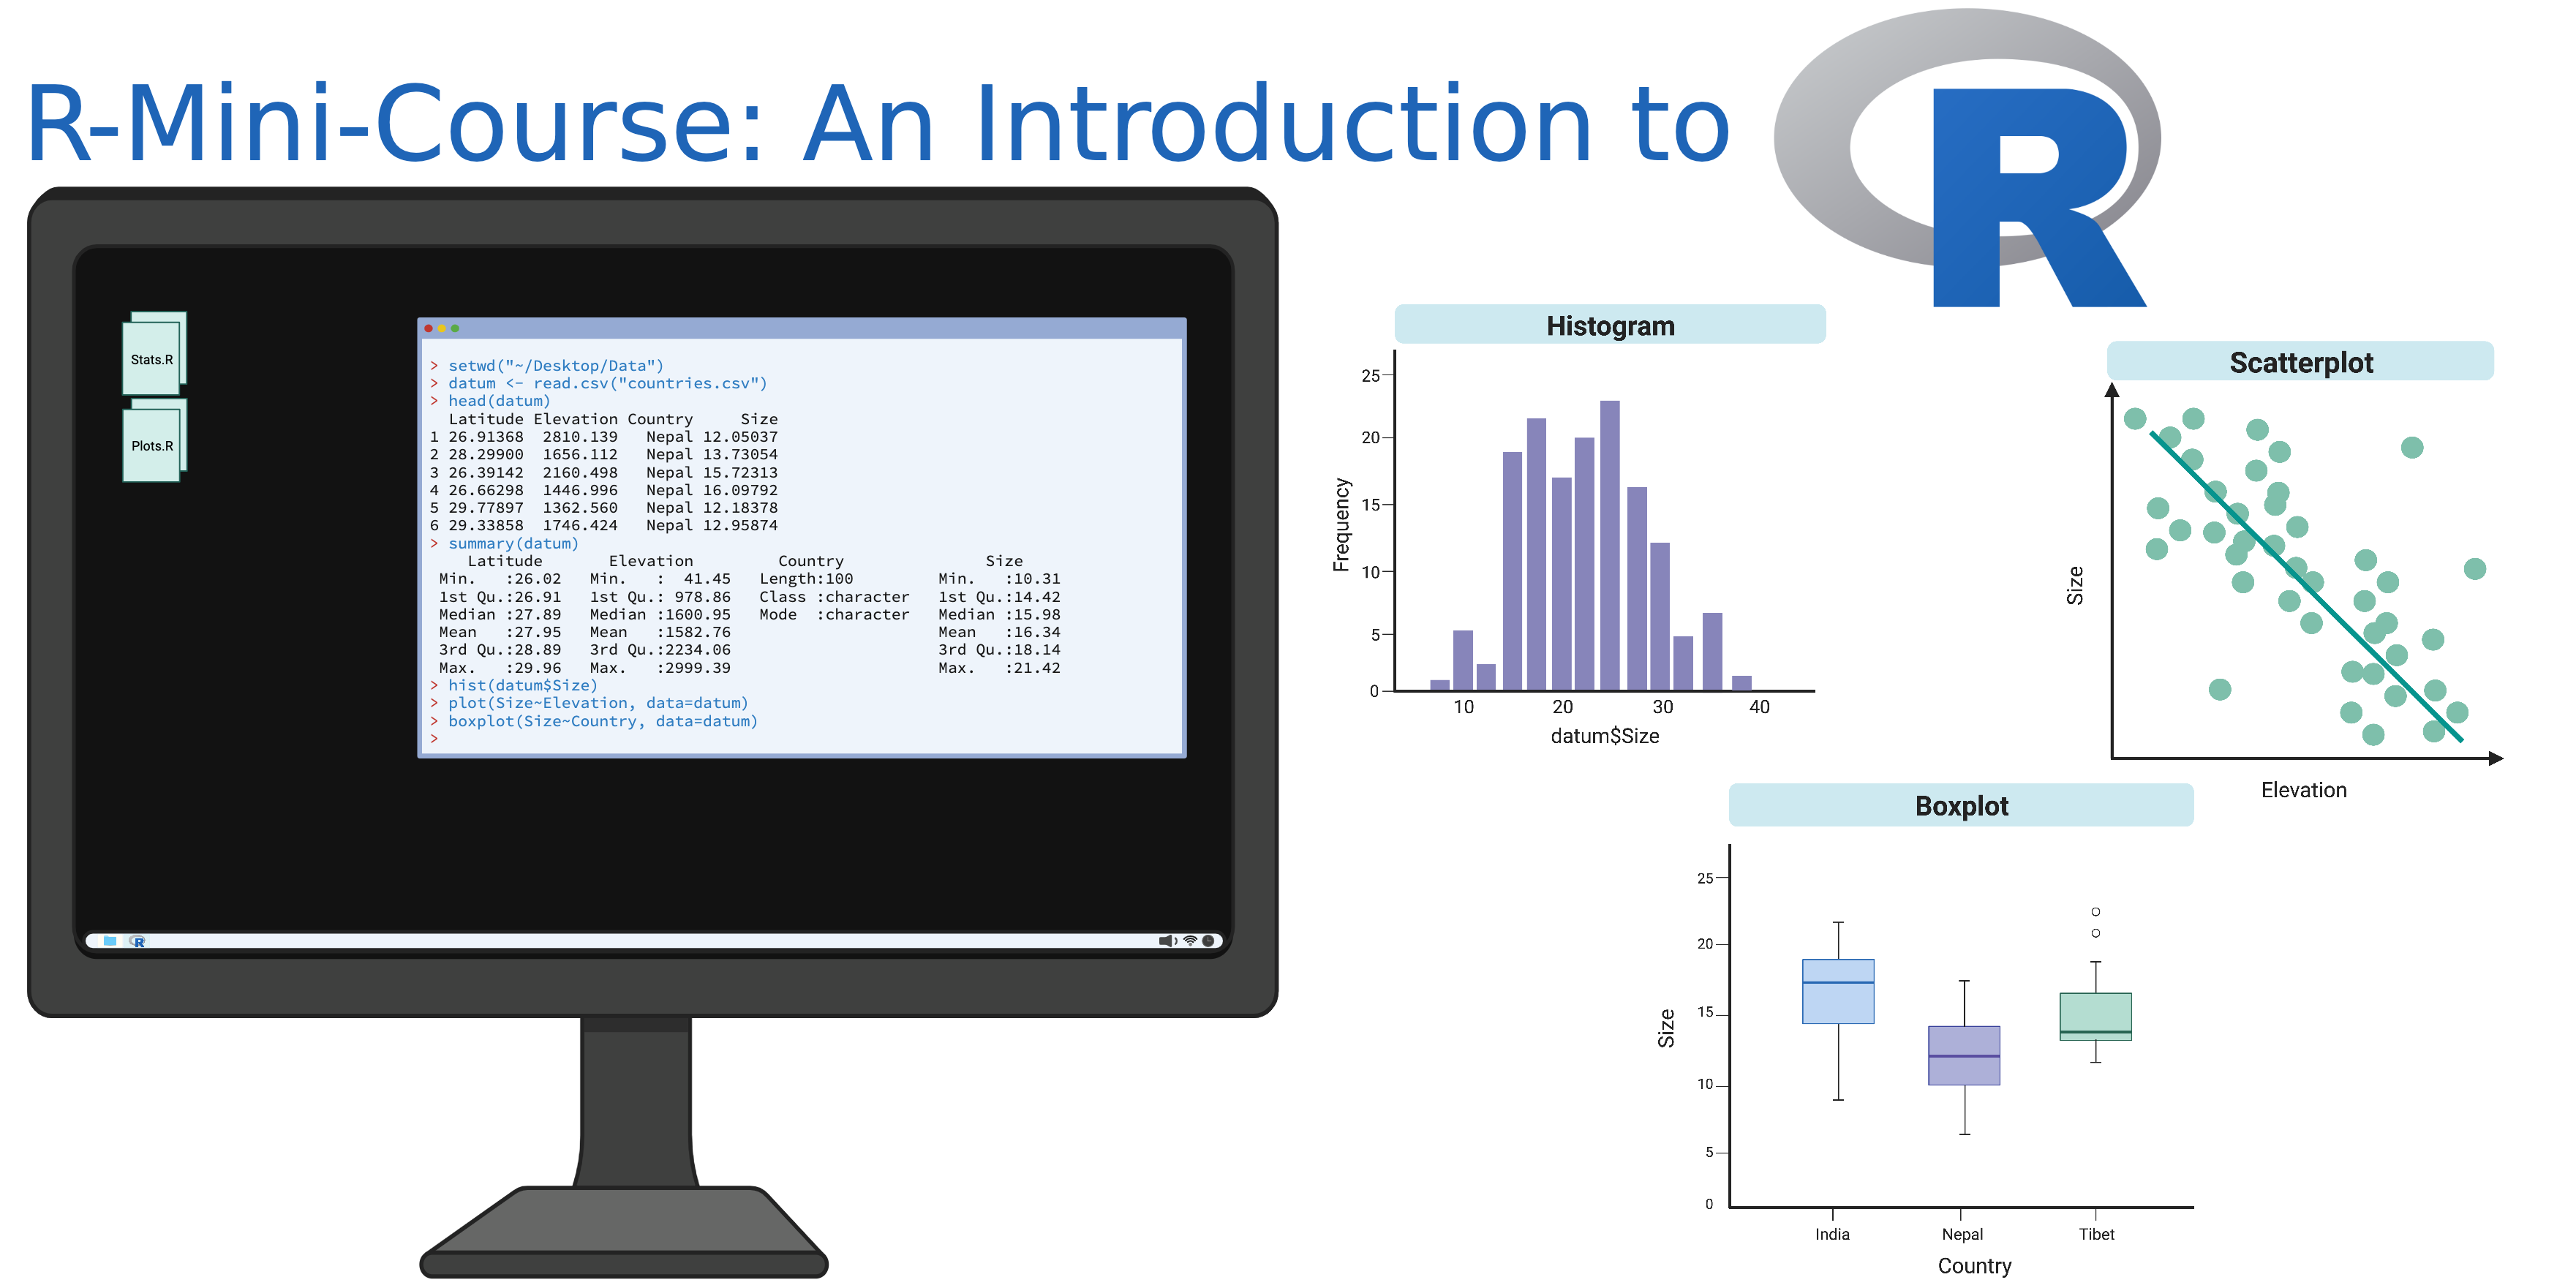 R-Mini-Course: An Introduction to R
Stats.R
Plots.R
> setwd("~/Desktop/Data")
> datum <- read.csv("countries.csv")
> head(datum)
  Latitude Elevation Country     Size
1 26.91368  2810.139   Nepal 12.05037
2 28.29900  1656.112   Nepal 13.73054
3 26.39142  2160.498   Nepal 15.72313
4 26.66298  1446.996   Nepal 16.09792
5 29.77897  1362.560   Nepal 12.18378
6 29.33858  1746.424   Nepal 12.95874
> summary(datum)
    Latitude       Elevation         Country               Size
 Min.   :26.02   Min.   :  41.45   Length:100         Min.   :10.31
 1st Qu.:26.91   1st Qu.: 978.86   Class :character   1st Qu.:14.42
 Median :27.89   Median :1600.95   Mode  :character   Median :15.98
 Mean   :27.95   Mean   :1582.76                      Mean   :16.34
 3rd Qu.:28.89   3rd Qu.:2234.06                      3rd Qu.:18.14
 Max.   :29.96   Max.   :2999.39                      Max.   :21.42
> hist(datum$Size)
> plot(Size~Elevation, data=datum)
> boxplot(Size~Country, data=datum)
>
R
Histogram
25
20
15
10
5
0
Frequency
10 20 30 40
datum$Size
Scatterplot
Size
Elevation
Boxplot
25
20
15
10
5
0
Size
India Nepal Tibet
Country